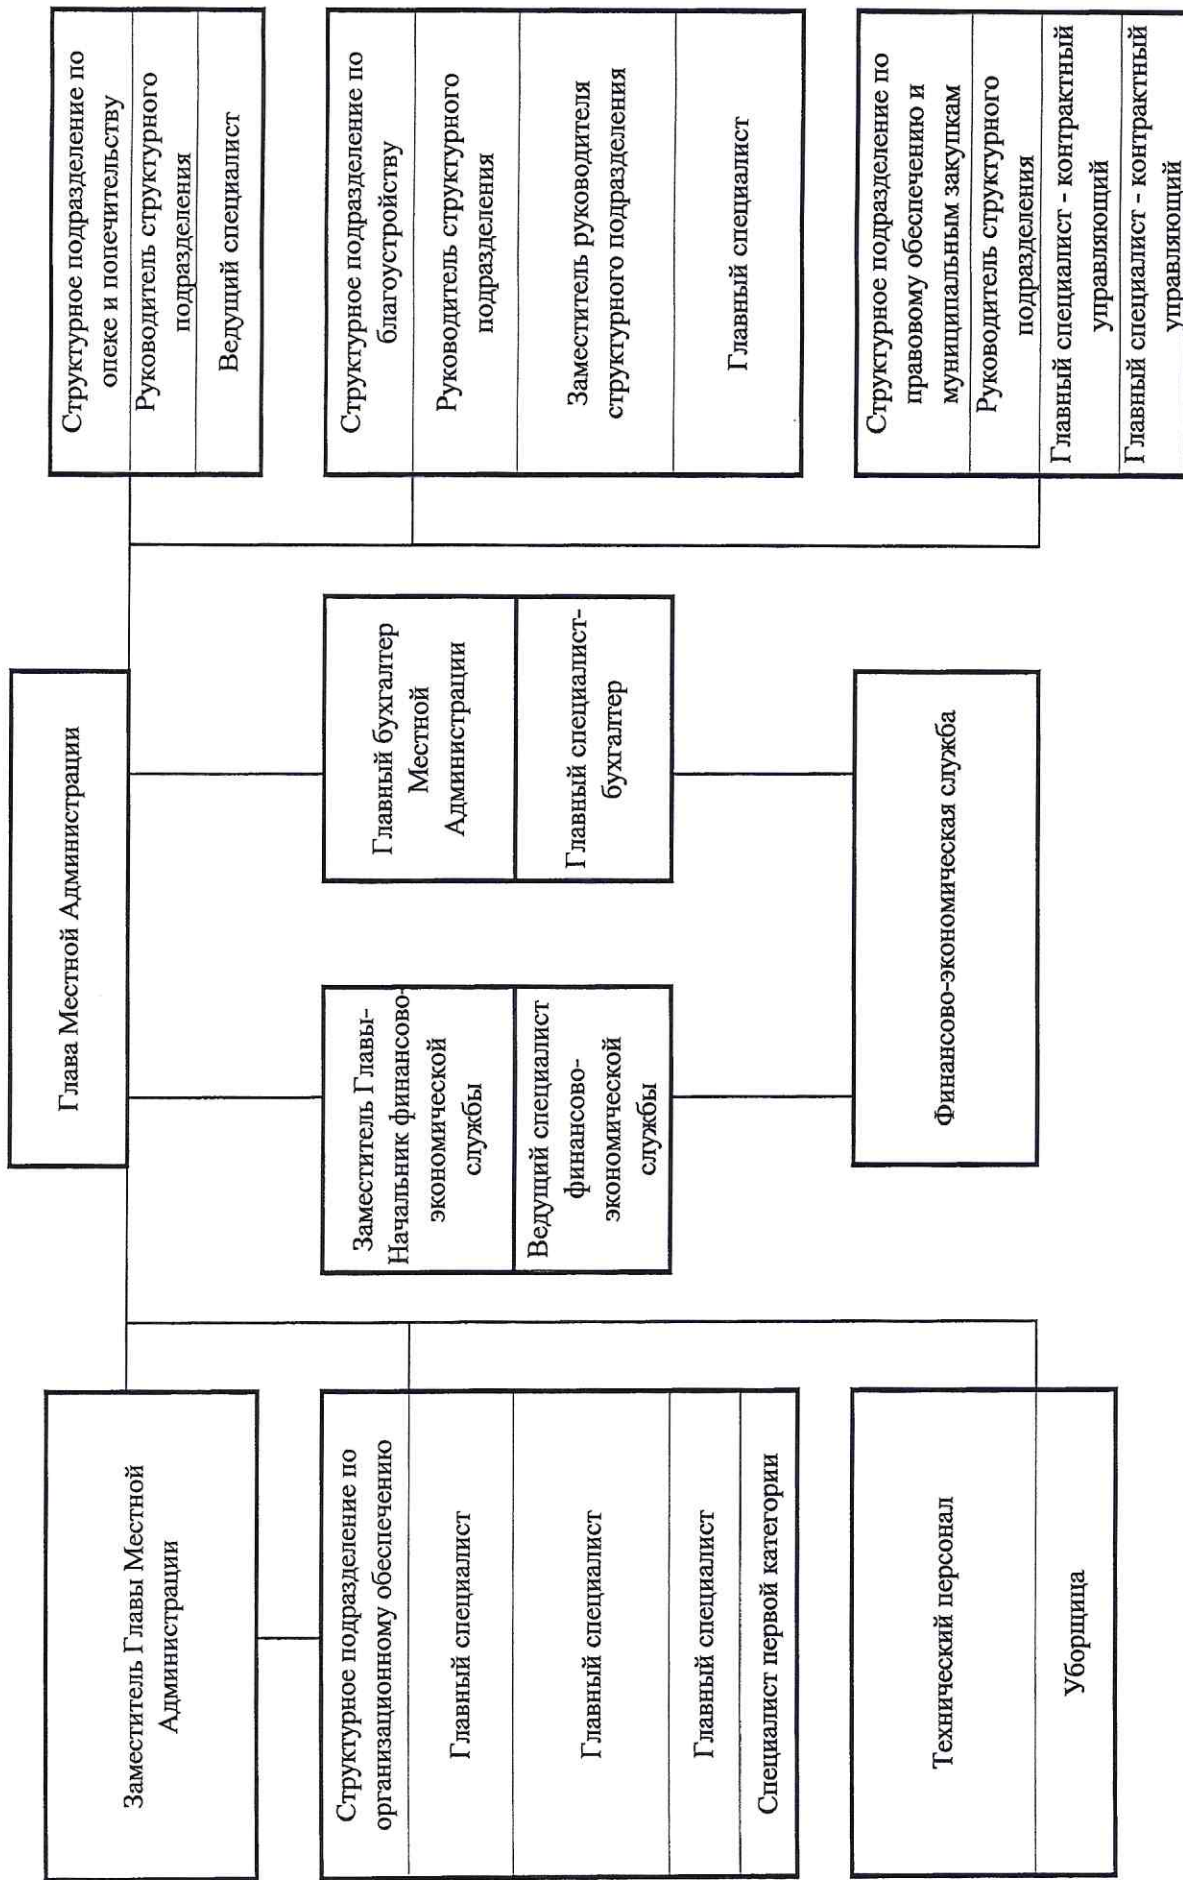 Глава Местной Администрации
Заместитель Главы Местной
Администрации
Структурное подразделение по
организационному обеспечению
Главный специалист
Главный специалист
Главный специалист
Специалист первой категории
Технический персонал
Уборщица
Заместитель Главы-
Начальник финансово-
экономической
службы
Ведущий специалист
финансово-
экономической
службы
Главный бухгалтер
Местной
Администрации
Главный специалист-
бухгалтер
Финансово-экономическая служба
Структурное подразделение по
опеке и попечительству
Руководитель структурного
подразделения
Ведущий специалист
Структурное подразделение по
благоустройству
Руководитель структурного
подразделения
Заместитель руководителя
структурного подразделения
Главный специалист
Структурное подразделение по
правовому обеспечению и
муниципальным закупкам
Руководитель структурного
подразделения
Главный специалист - контрактный
управляющий
Главный специалист - контрактный
управляющий